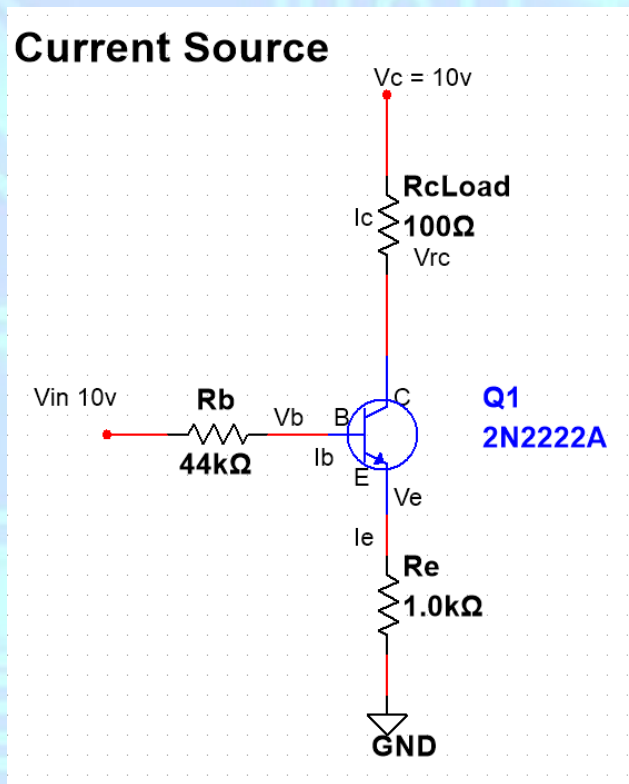 Current Source
Vc = 10v
RcLoad
Ic
100Ω
Vrc
Vin 10v
Rb
Vb
B
C
Q1
2N2222A
44kΩ
Ib
E
Ve
Ie
Re
1.0kΩ
GND